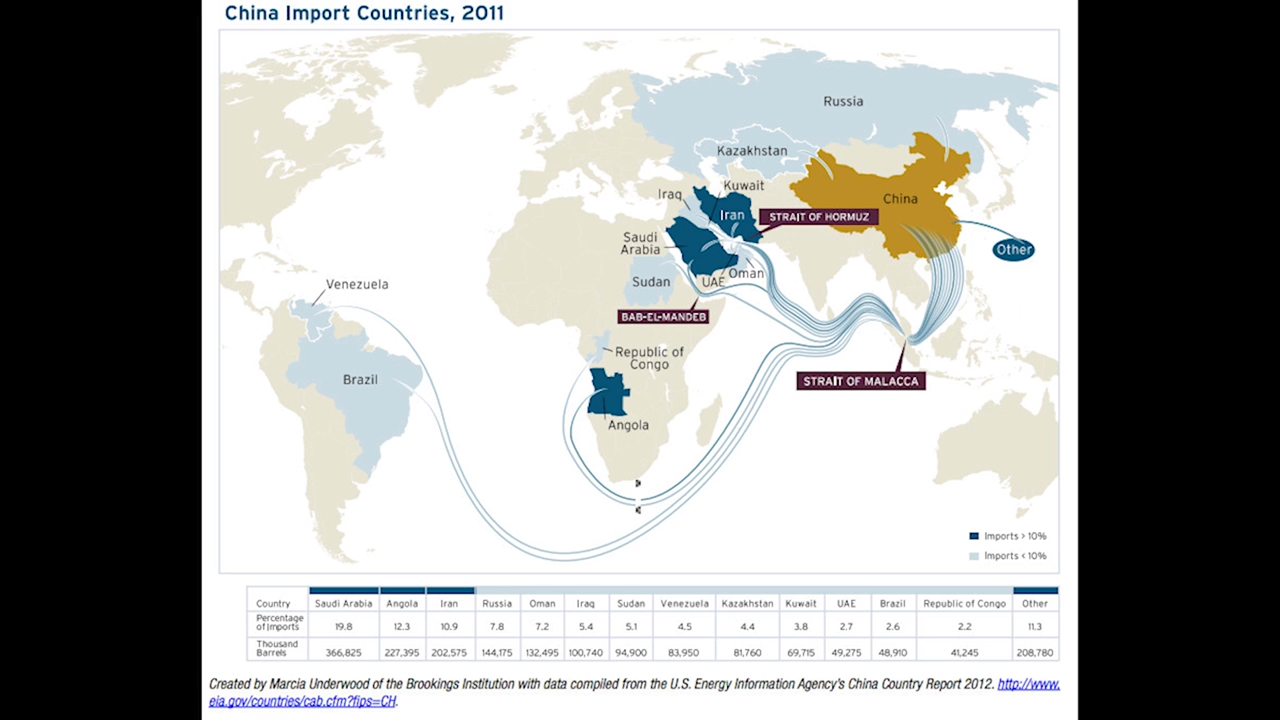 China Import Countries, 2011
Russia
Kazakhstan
Kuwait
Iraq
China
Iran
STRAIT OF HORMUZ
Saudi
Arabia
Other
Oman
Sudan
UAE
Venezuela
BAB-EL-MANDEB
Republic of
Congo
Brazil
STRAIT OF MALACCA
Angola
Imports > 10%
Imports < 10%
Country Saudi Arabia Angola Iran Russia Oman Iraq Sudan Venezuela Kazakhstan Kuwait UAE Brazil Republic of Congo Other
Percentage
of Imports 19.8 12.3 10.9 7.8 7.2 5.4 5.1 4.5 4.4 3.8 2.7 2.6 2.2 11.3
Thousand
Barrels 366,825 227,395 202,575 144,175 132,495 100,740 94,900 83,950 81,760 69,715 49,275 48,910 41,245 208,780
Created by Marcia Underwood of the Brookings Institution with data compiled from the U.S. Energy Information Agency's China Country Report 2012. http://www.
eia.gov/countries/cab.cfm?fips=CH.